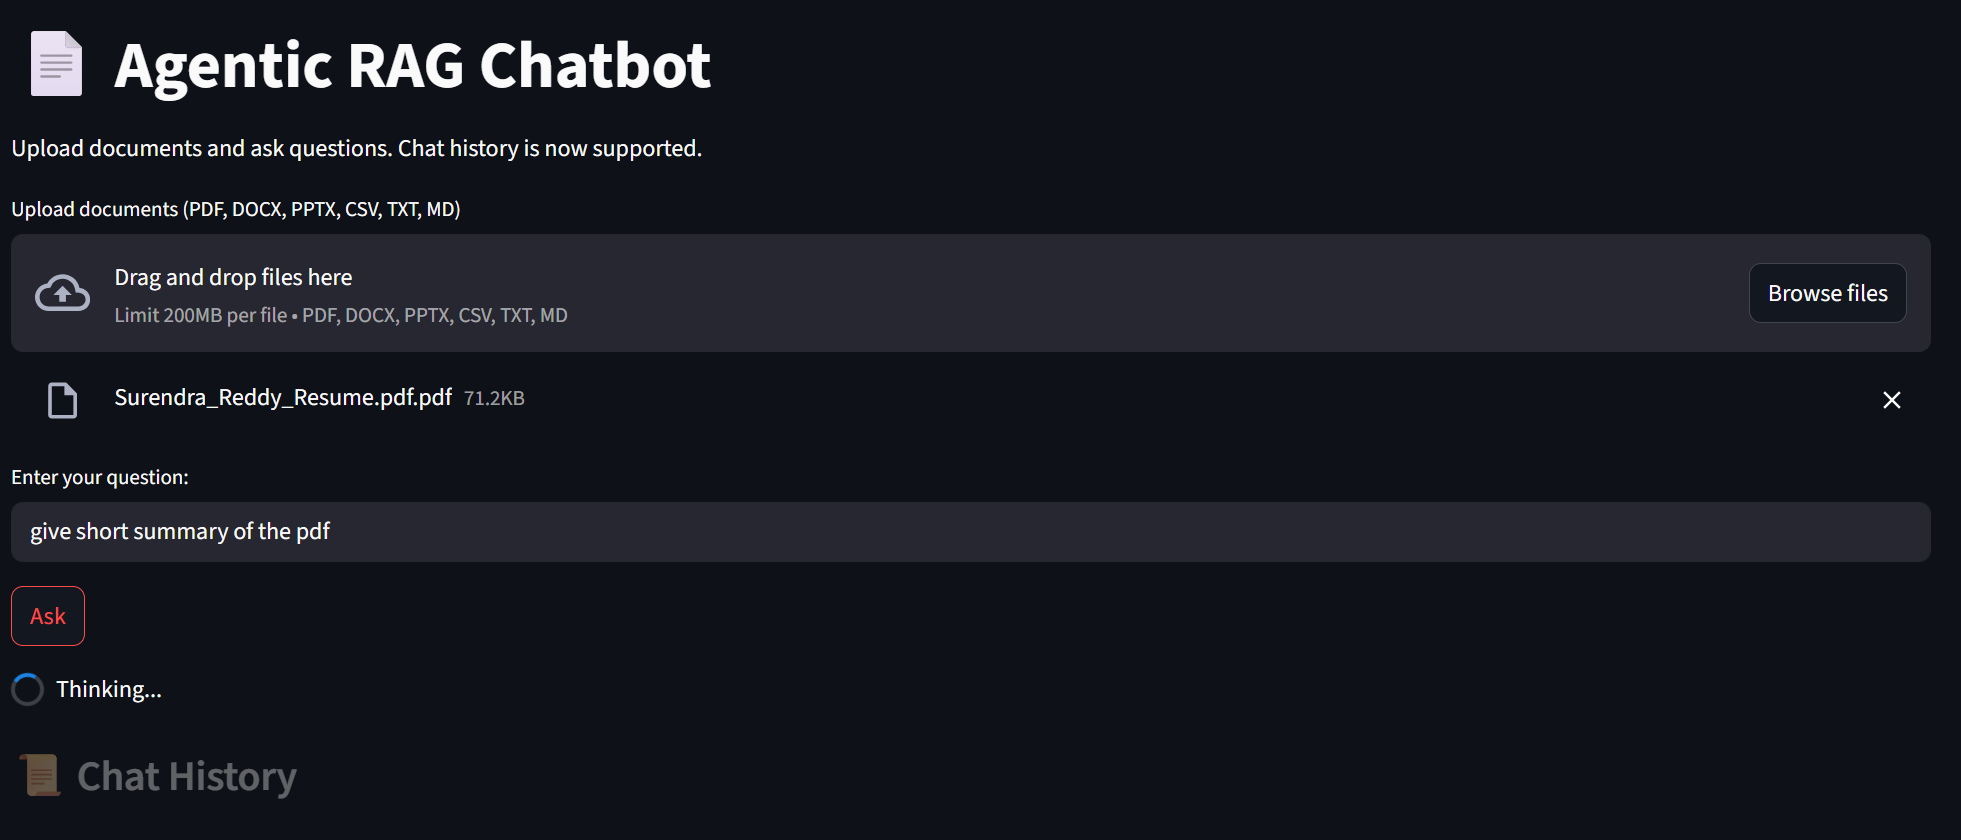 Agentic RAG Chatbot
Upload documents and ask questions. Chat history is now supported.
Upload documents (PDF, DOCX, PPTX, CSV, TXT, MD)
Drag and drop files here
Limit 200MB per file • PDF, DOCX, PPTX, CSV, TXT, MD
Browse files
Surendra_Reddy_Resume.pdf.pdf 71.2KB
Enter your question:
give short summary of the pdf
Ask
Thinking...
Chat History